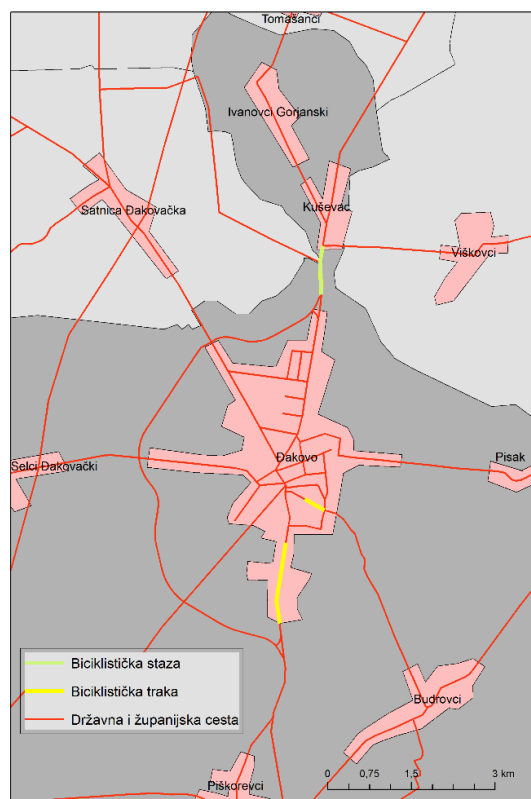 Tomašanci
Ivanovci Gorjanski
Kuševac
Satnica Đakovačka
Viškovci
Đakovo
Selci Đakovački
Pisak
Biciklistička staza
Biciklistička traka
Državna i županijska cesta
Budrovci
Piškorevci
0 0,75 1,5 3 km